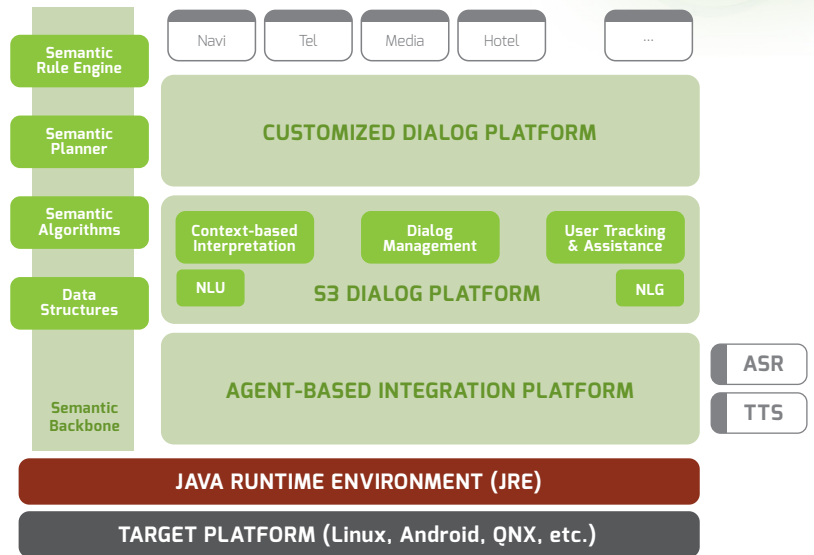 Navi
Tel
Media
Hotel
...
Semantic
Rule Engine
Semantic
Planner
Semantic
Algorithms
Data
Structures
Semantic
Backbone
CUSTOMIZED DIALOG PLATFORM
Context-based
Interpretation
Dialog
Management
User Tracking
& Assistance
NLU
S3 DIALOG PLATFORM
NLG
AGENT-BASED INTEGRATION PLATFORM
ASR
TTS
JAVA RUNTIME ENVIRONMENT (JRE)
TARGET PLATFORM (Linux, Android, QNX, etc.)